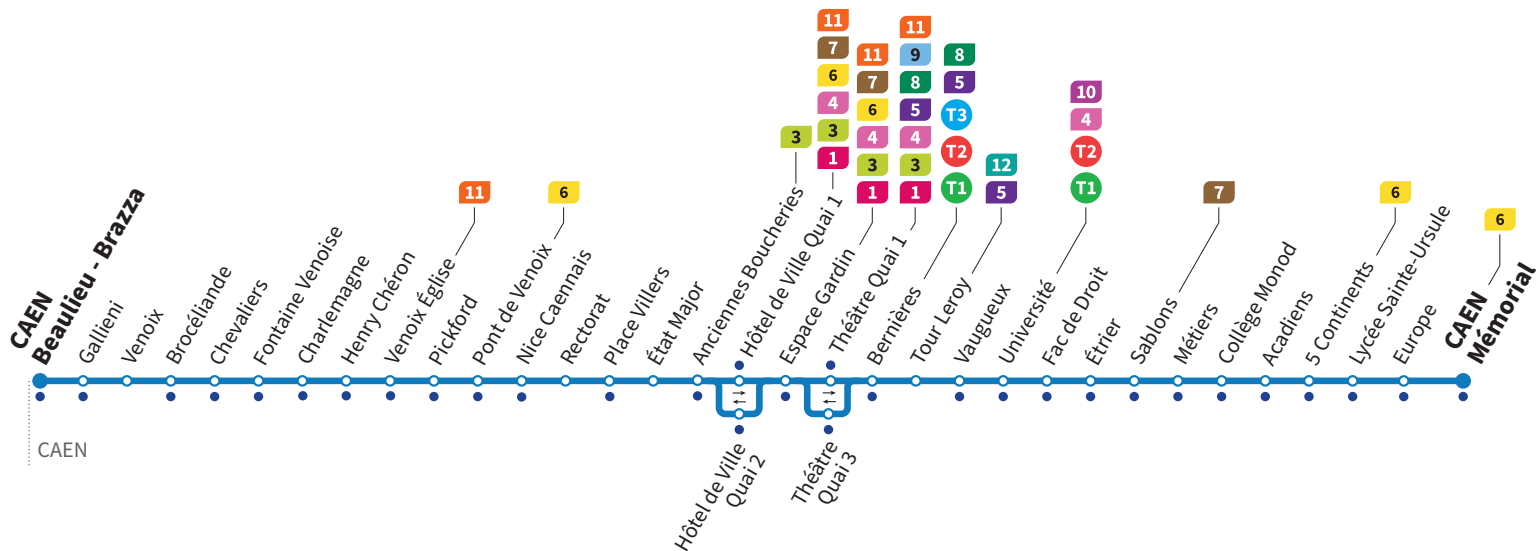 CAEN
Beaulieu - Brazza
Gallieni
Venoix
Brocéliande
Chevaliers
Fontaine Venoise
Charlemagne
Henry Chéron
Venoix Église
11
Pickford
Pont de Venoix
6
Nice Caennais
Rectorat
Place Villers
État Major
Anciennes Boucheries
3
Hôtel de Ville Quai 1
11
7
6
4
3
1
Espace Gardin
11
7
6
4
3
1
Théâtre Quai 1
11
9
8
5
4
3
1
Bernières
8
5
T3
T2
T1
Tour Leroy
12
5
Vaugueux
Université
10
4
T2
T1
Fac de Droit
Étrier
Sablons
7
Métiers
Collège Monod
Acadiens
5 Continents
6
Lycée Sainte-Ursule
Europe
CAEN
Mémorial
6
Hôtel de Ville
Quai 2
Théâtre
Quai 3
CAEN